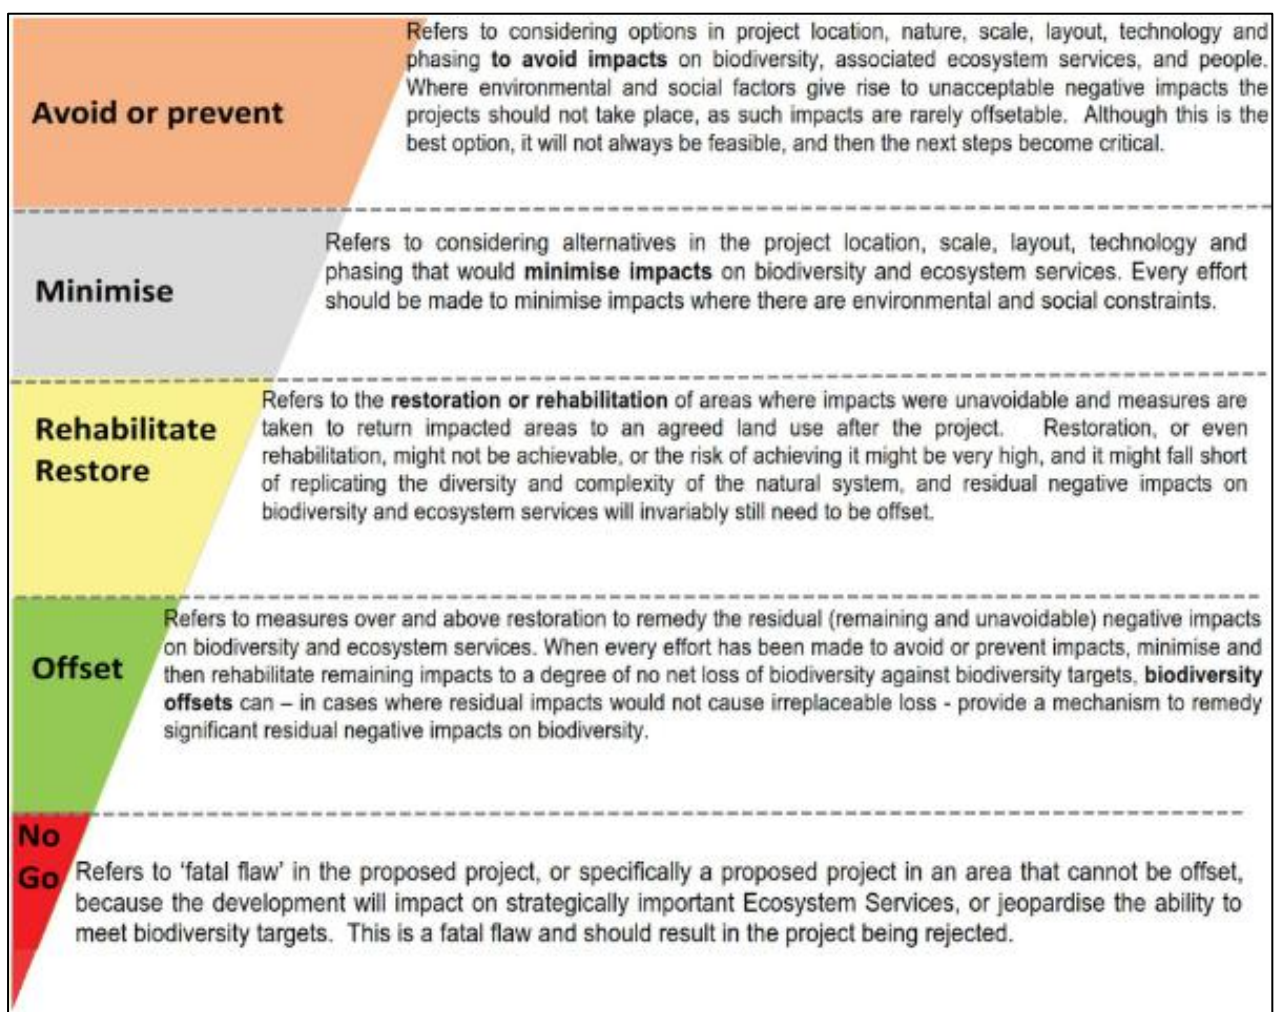 Avoid or prevent
Refers to considering options in project location, nature, scale, layout, technology and
phasing to avoid impacts on biodiversity, associated ecosystem services, and people.
Where environmental and social factors give rise to unacceptable negative impacts the
projects should not take place, as such impacts are rarely offsetable. Although this is the
best option, it will not always be feasible, and then the next steps become critical.
Minimise
Refers to considering alternatives in the project location, scale, layout, technology and
phasing that would minimise impacts on biodiversity and ecosystem services. Every effort
should be made to minimise impacts where there are environmental and social constraints.
Rehabilitate
Restore
Refers to the restoration or rehabilitation of areas where impacts were unavoidable and measures are
taken to return impacted areas to an agreed land use after the project. Restoration, or even
rehabilitation, might not be achievable, or the risk of achieving it might be very high, and it might fall short
of replicating the diversity and complexity of the natural system, and residual negative impacts on
biodiversity and ecosystem services will invariably still need to be offset.
Offset
Refers to measures over and above restoration to remedy the residual (remaining and unavoidable) negative impacts
on biodiversity and ecosystem services. When every effort has been made to avoid or prevent impacts, minimise and
then rehabilitate remaining impacts to a degree of no net loss of biodiversity against biodiversity targets, biodiversity
offsets can – in cases where residual impacts would not cause irreplaceable loss - provide a mechanism to remedy
significant residual negative impacts on biodiversity.
No
Go
Refers to ‘fatal flaw’ in the proposed project, or specifically a proposed project in an area that cannot be offset,
because the development will impact on strategically important Ecosystem Services, or jeopardise the ability to
meet biodiversity targets. This is a fatal flaw and should result in the project being rejected.